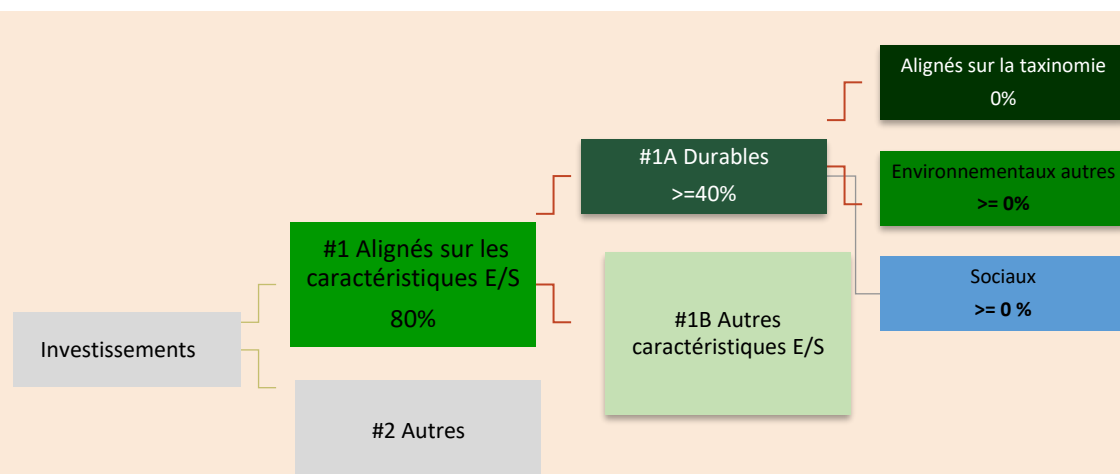 Investissements
#1 Alignés sur les
caractéristiques E/S
80%
#2 Autres
#1A Durables
>=40%
#1B Autres
caractéristiques E/S
Alignés sur la taxinomie
0%
Environnementaux autres
>= 0%
Sociaux
>= 0 %